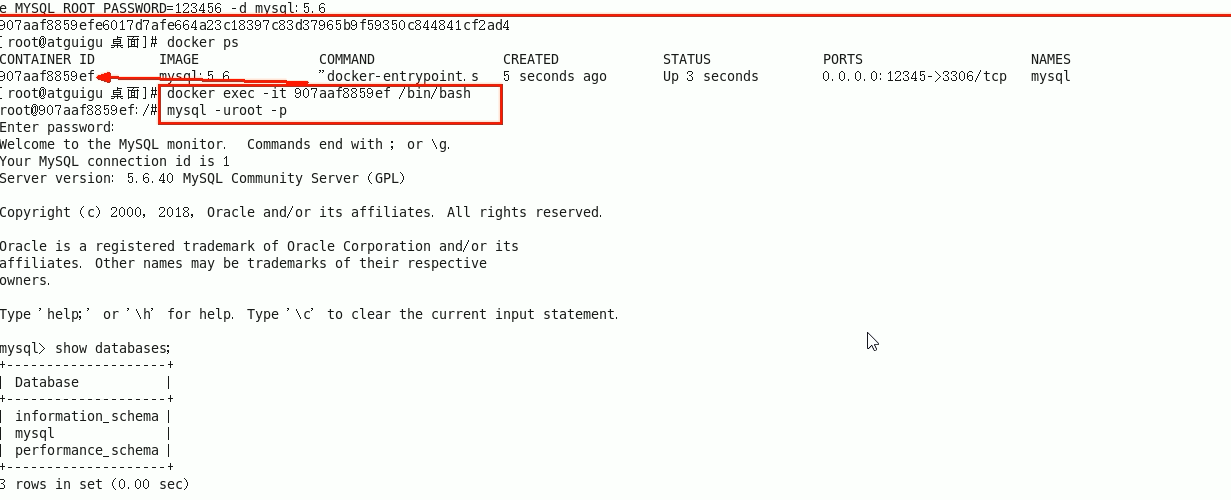 e MYSQL_ROOT_PASSWORD=123456 -d mysql:5.6
907aaf8859efe6017d7afe664a23c18397c83d37965b9f59350c844841cf2ad4
[root@atguigu 桌面]# docker ps
CONTAINER ID        IMAGE               COMMAND                  CREATED             STATUS              PORTS                     NAMES
907aaf8859ef        mysql:5.6           "docker-entrypoint.s   5 seconds ago       Up 3 seconds        0.0.0.0:12345->3306/tcp   mysql
[root@atguigu 桌面]# docker exec -it 907aaf8859ef /bin/bash
root@907aaf8859ef:/# mysql -uroot -p
Enter password:
Welcome to the MySQL monitor.  Commands end with ; or \g.
Your MySQL connection id is 1
Server version: 5.6.40 MySQL Community Server (GPL)
Copyright (c) 2000, 2018, Oracle and/or its affiliates. All rights reserved.
Oracle is a registered trademark of Oracle Corporation and/or its
affiliates. Other names may be trademarks of their respective
owners.
Type 'help;' or '\h' for help. Type '\c' to clear the current input statement.
mysql> show databases;
+--------------------+
| Database           |
+--------------------+
| information_schema |
| mysql              |
| performance_schema |
+--------------------+
3 rows in set (0.00 sec)